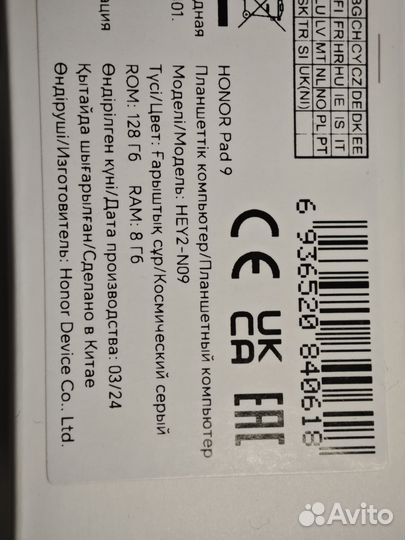 BG CH CY CZ DE DK EE
FI FR HR HU IE IS IT
LU LV MT NL NO PL PT
SK TR SI UK(NI)
6 936520 840618
CE UK CA EAC
дная
01.
ация
HONOR Pad 9
Планшеттік компьютер/Планшетный компьютер
Моделі/Модель: HEY2-N09
Түсі/Цвет: Ғарыштық сұр/Космический серый
ROM: 128 Гб RAM: 8 Гб
Өндірілген күні/Дата производства: 03/24
Қытайда шығарылған/Сделано в Китае
Өндіруші/Изготовитель: Honor Device Co., Ltd.
Avito